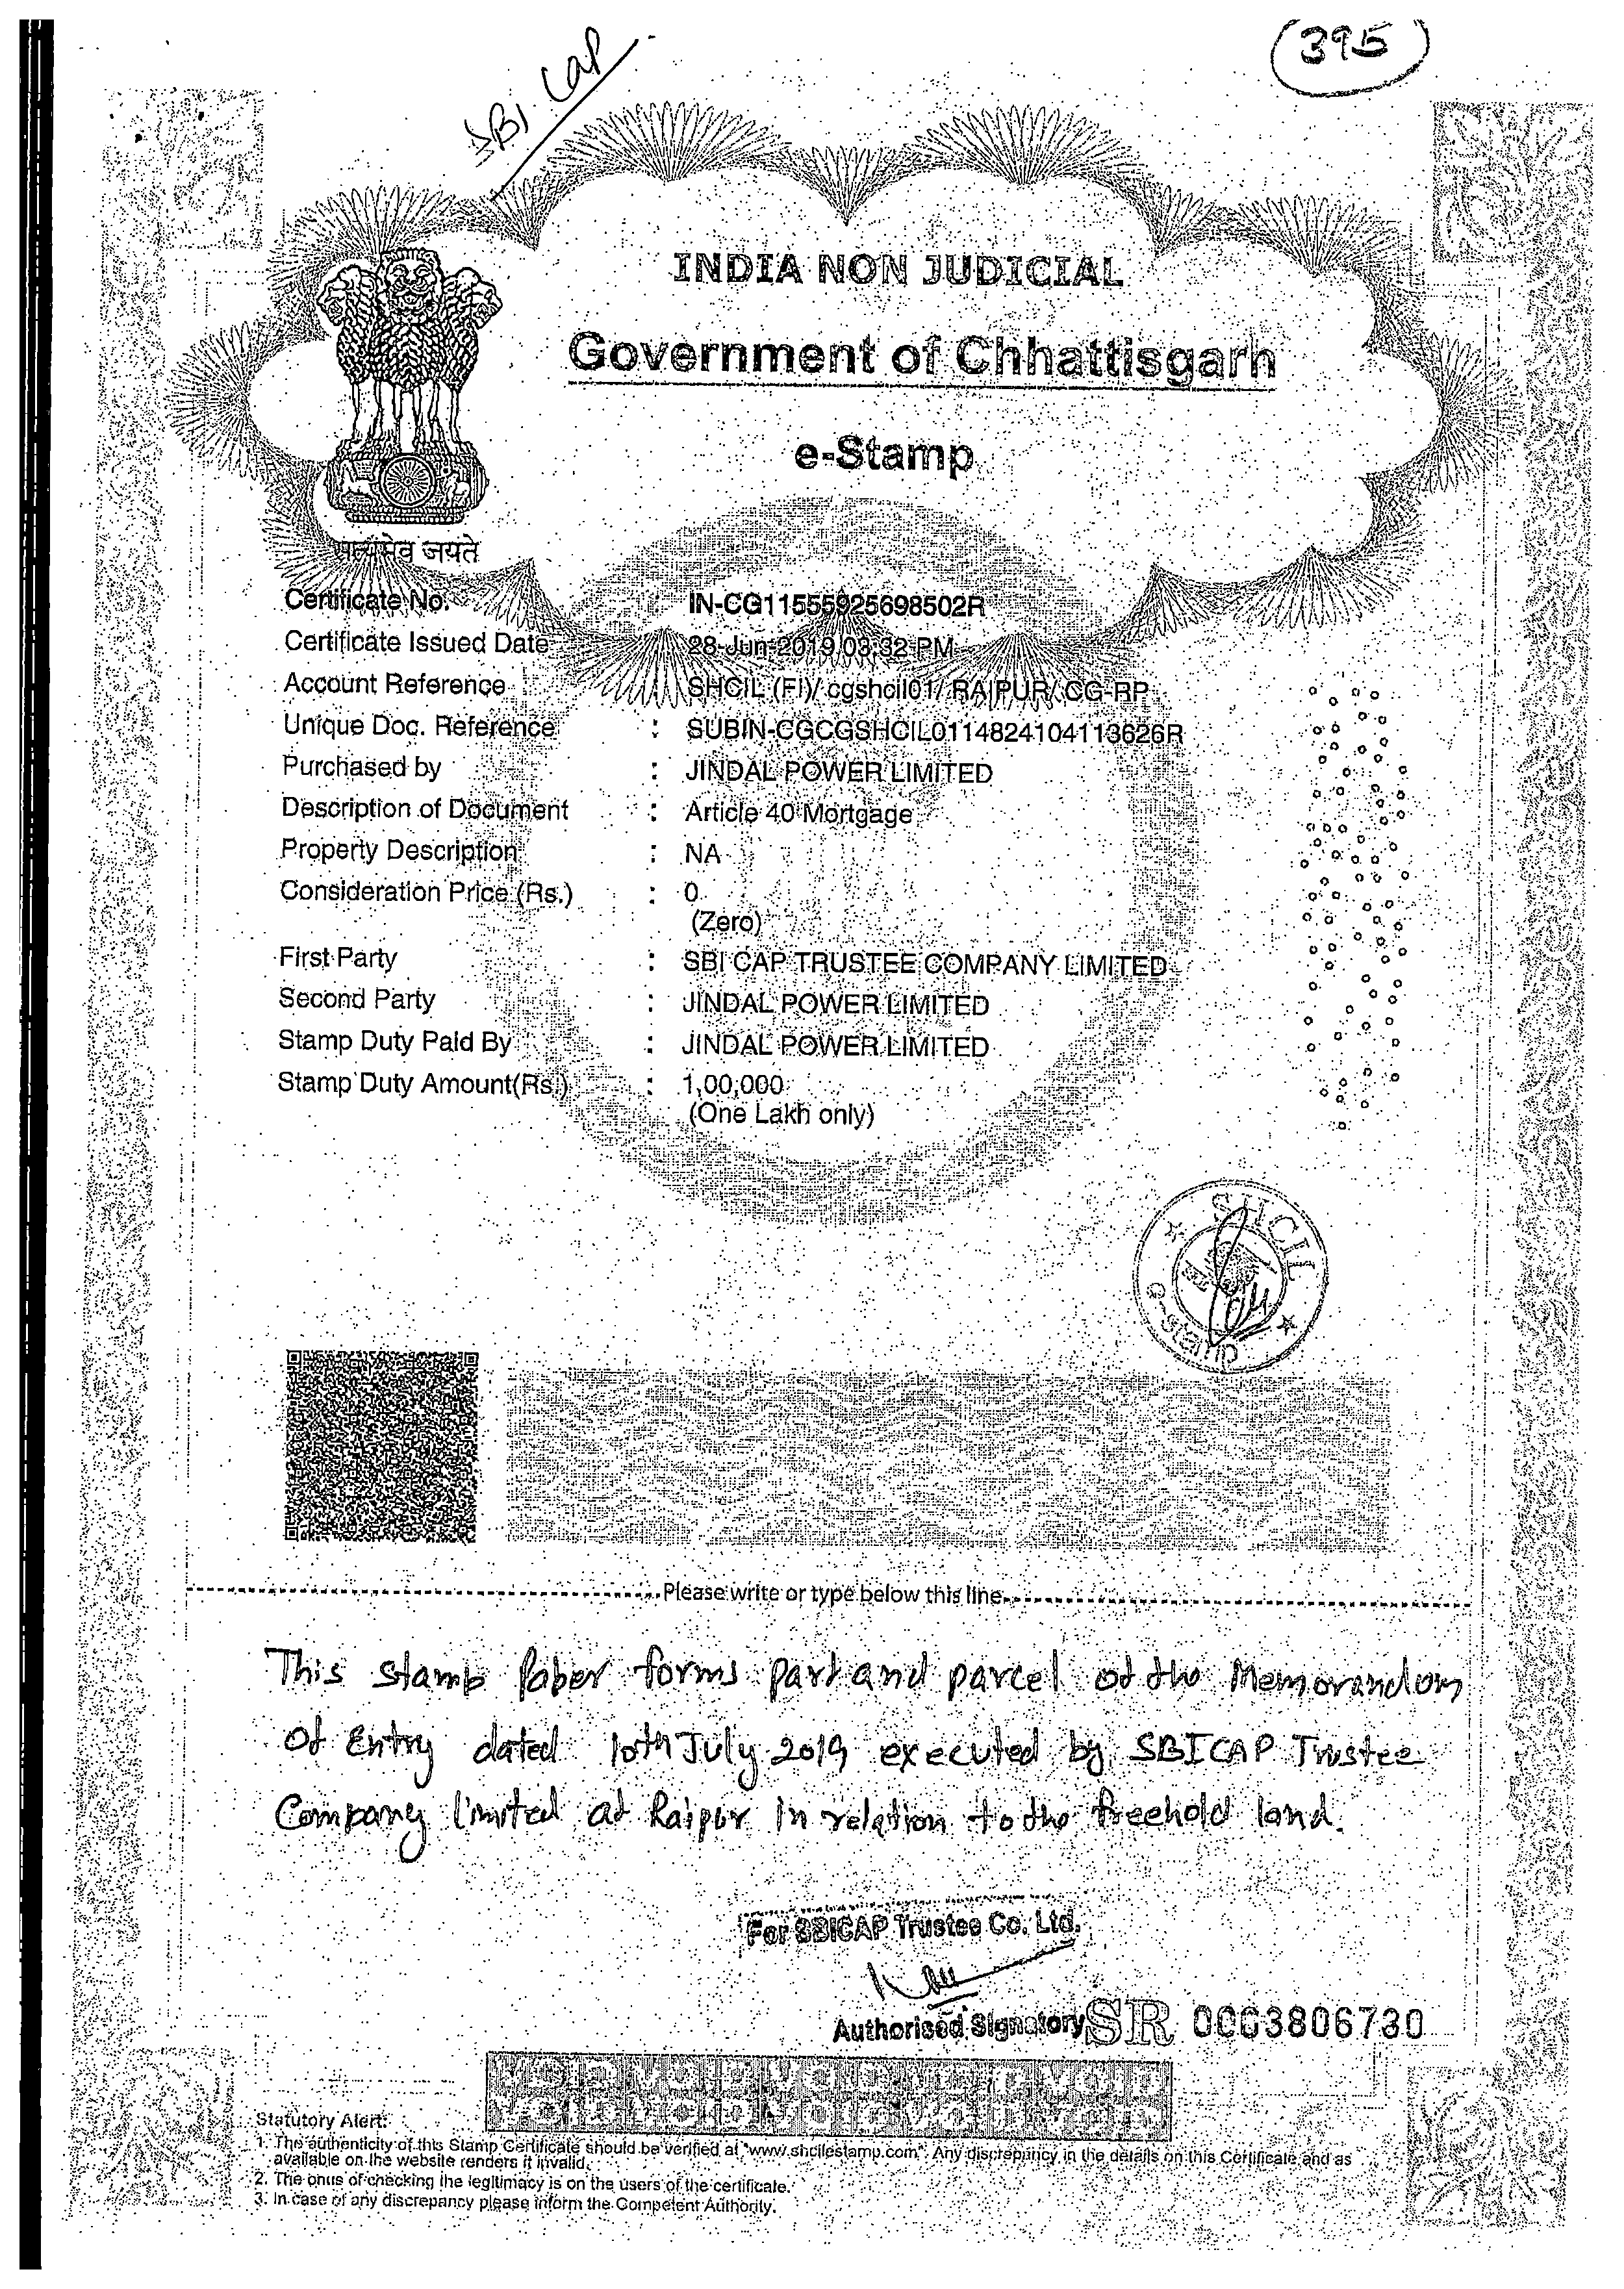 (395)
SBI Cap
INDIA NON JUDICIAL
Government of Chhattisgarh
e-Stamp
सत्यमेव जयते
Certificate No. IN-CG11555925698502R
Certificate Issued Date 28-Jun-2019 03:32 PM
Account Reference SHCIL (FI)/ cgshcil01/ RAIPUR/ CG-RP
Unique Doc. Reference : SUBIN-CGCGSHCIL0114824104113626R
Purchased by : JINDAL POWER LIMITED
Description of Document : Article 40 Mortgage
Property Description : NA
Consideration Price (Rs.) : 0
(Zero)
First Party : SBI CAP TRUSTEE COMPANY LIMITED
Second Party : JINDAL POWER LIMITED
Stamp Duty Paid By : JINDAL POWER LIMITED
Stamp Duty Amount(Rs.) : 1,00,000
(One Lakh only)
SHCIL
e-Stamp
Please write or type below this line
This stamp Paper forms part and parcel of the Memorandom
of Entry dated 10th July 2019 executed by SBICAP Trustee
Company limited at Raipur in relation to the freehold land.
For SBICAP Trustee Co. Ltd.
Authorised Signatory SR 0003806730
Statutory Alert:
1. The authenticity of this Stamp Certificate should be verified at "www.shcilestamp.com". Any discrepancy in the details on this Certificate and as
available on the website renders it invalid.
2. The onus of checking the legitimacy is on the users of the certificate.
3. In case of any discrepancy please inform the Competent Authority.